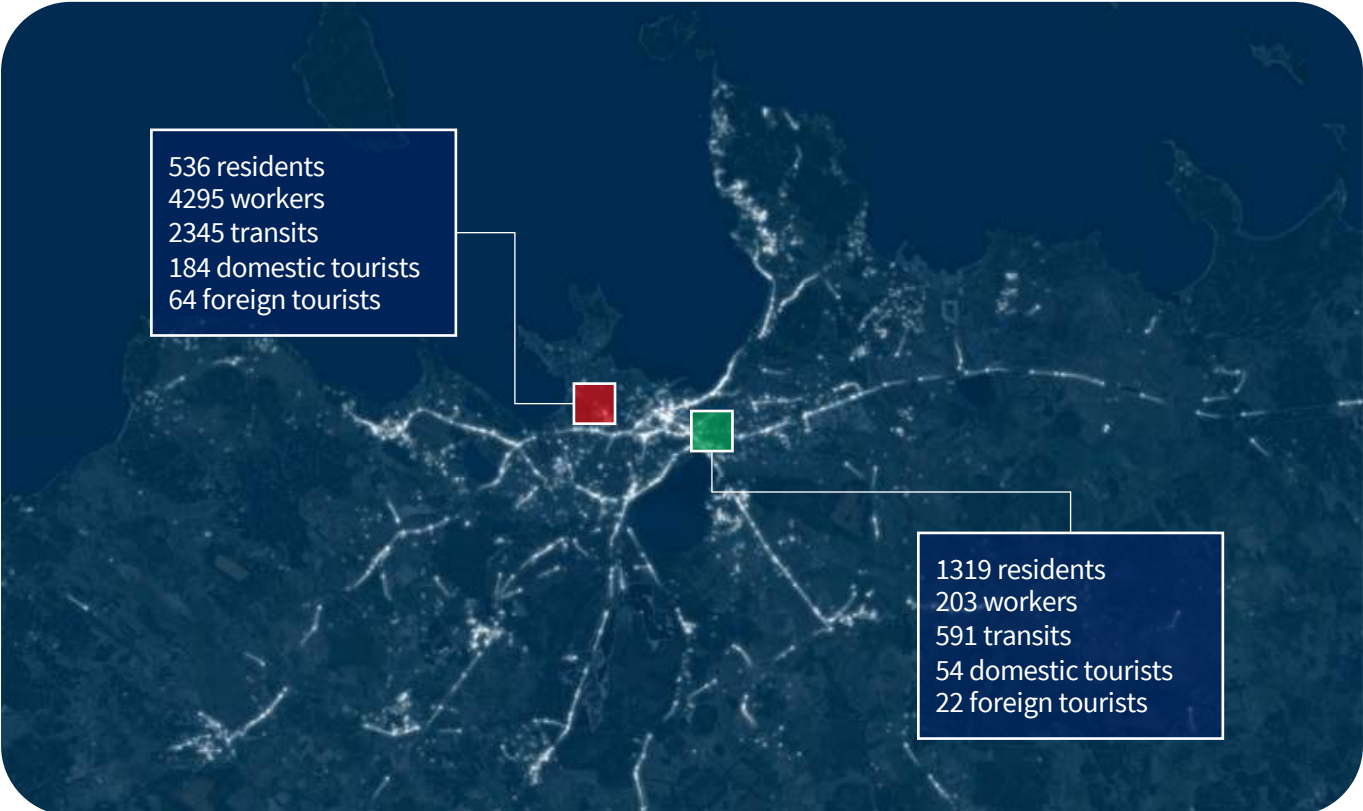 536 residents
4295 workers
2345 transits
184 domestic tourists
64 foreign tourists
1319 residents
203 workers
591 transits
54 domestic tourists
22 foreign tourists